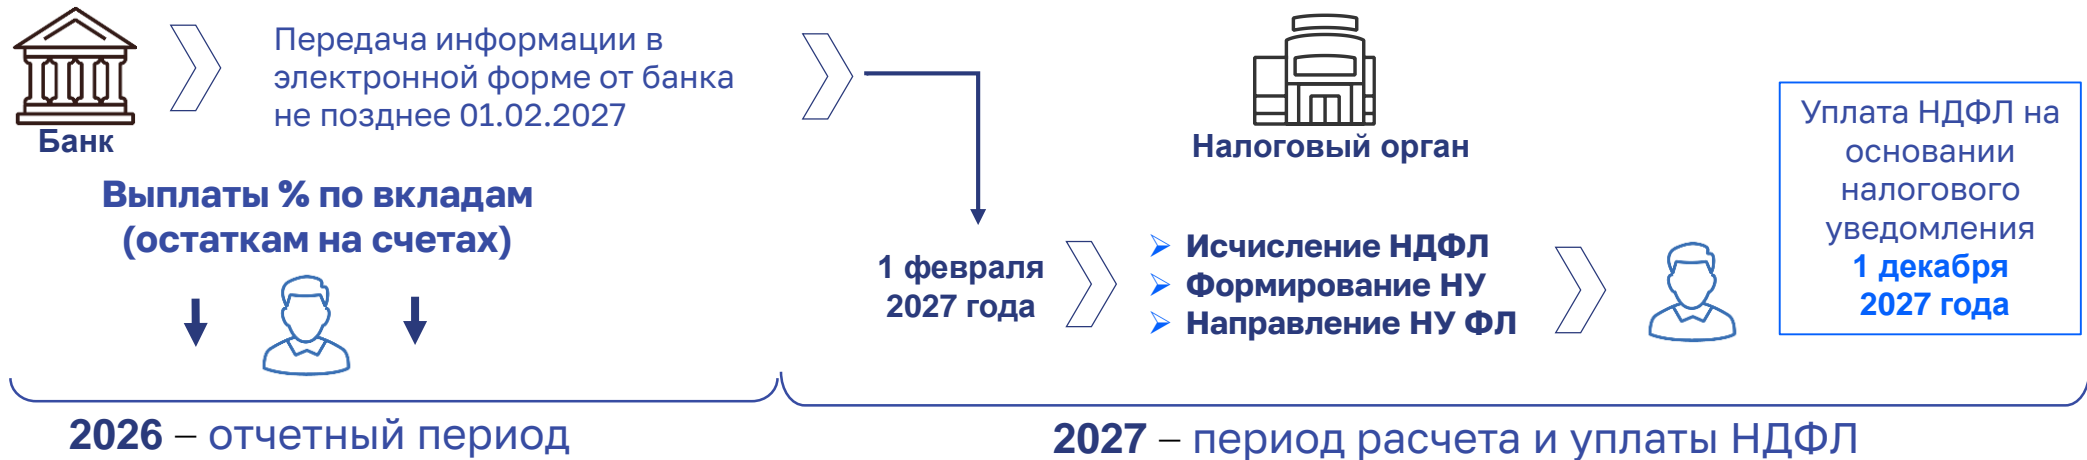 Банк
Передача информации в
электронной форме от банка
не позднее 01.02.2027
Выплаты % по вкладам
(остаткам на счетах)
2026 – отчетный период
1 февраля
2027 года
Налоговый орган
Исчисление НДФЛ
Формирование НУ
Направление НУ ФЛ
Уплата НДФЛ на
основании
налогового
уведомления
1 декабря
2027 года
2027 – период расчета и уплаты НДФЛ